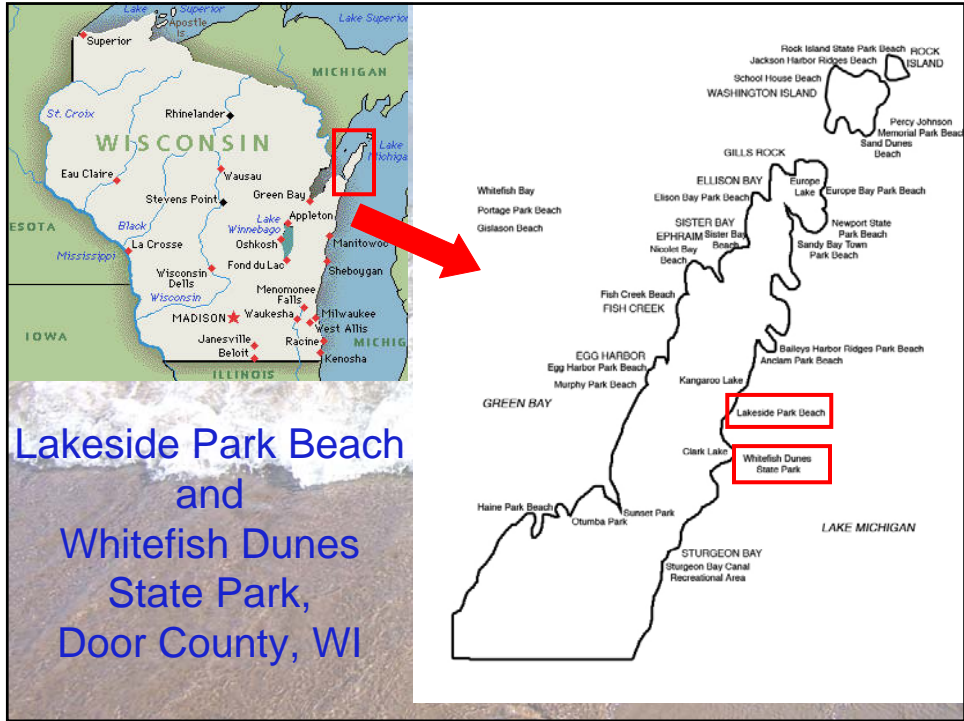 Lake Superior
Lake Superior
Apostle
Is
Superior
MICHIGAN
St. Croix
Rhinelander
WISCONSIN
Lake
Michiga
Eau Claire
Wausau
Stevens Point
Green Bay
Appleton
ESOTA
Black
Lake
Winnebago
Oshkosh
Manitowoc
La Crosse
Mississippi
Fond du Lac
Sheboygan
Wisconsin
Dells
Wisconsin
Menomonee
Falls
MADISON
Waukesha
Milwaukee
West Allis
IOWA
Janesville
Racine
MICHIG
Beloit
Kenosha
ILLINOIS
Lakeside Park Beach
and
Whitefish Dunes
State Park,
Door County, WI
Rock Island State Park Beach
ROCK
ISLAND
Jackson Harbor Ridges Beach
School House Beach
WASHINGTON ISLAND
Percy Johnson
Memorial Park Beach
Sand Dunes
Beach
GILLS ROCK
Whitefish Bay
Portage Park Beach
Gislason Beach
ELLISON BAY
Elison Bay Park Beach
Europe
Lake
Europe Bay Park Beach
SISTER BAY
Sister Bay
Beach
EPHRAIM
Nicolet Bay
Beach
Newport State
Park Beach
Sandy Bay Town
Park Beach
Fish Creek Beach
FISH CREEK
EGG HARBOR
Egg Harbor Park Beach
Murphy Park Beach
Baileys Harbor Ridges Park Beach
Anclam Park Beach
Kangaroo Lake
GREEN BAY
Lakeside Park Beach
Clark Lake
Whitefish Dunes
State Park
Haine Park Beach
Otumba Park
Sunset Park
LAKE MICHIGAN
STURGEON BAY
Sturgeon Bay Canal
Recreational Area